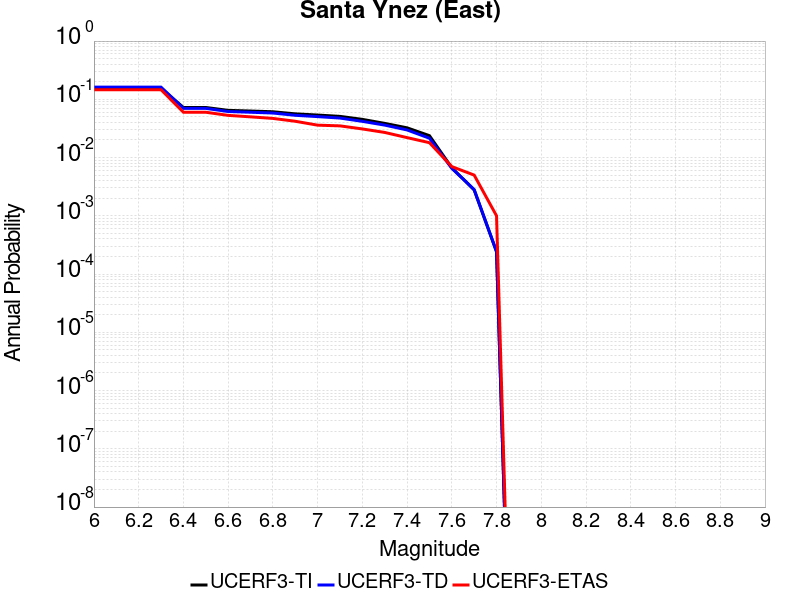 Santa Ynez (East)
10^0
10^-1
10^-2
10^-3
10^-4
10^-5
10^-6
10^-7
10^-8
Annual Probability
6 6.2 6.4 6.6 6.8 7 7.2 7.4 7.6 7.8 8 8.2 8.4 8.6 8.8 9
Magnitude
UCERF3-TI UCERF3-TD UCERF3-ETAS